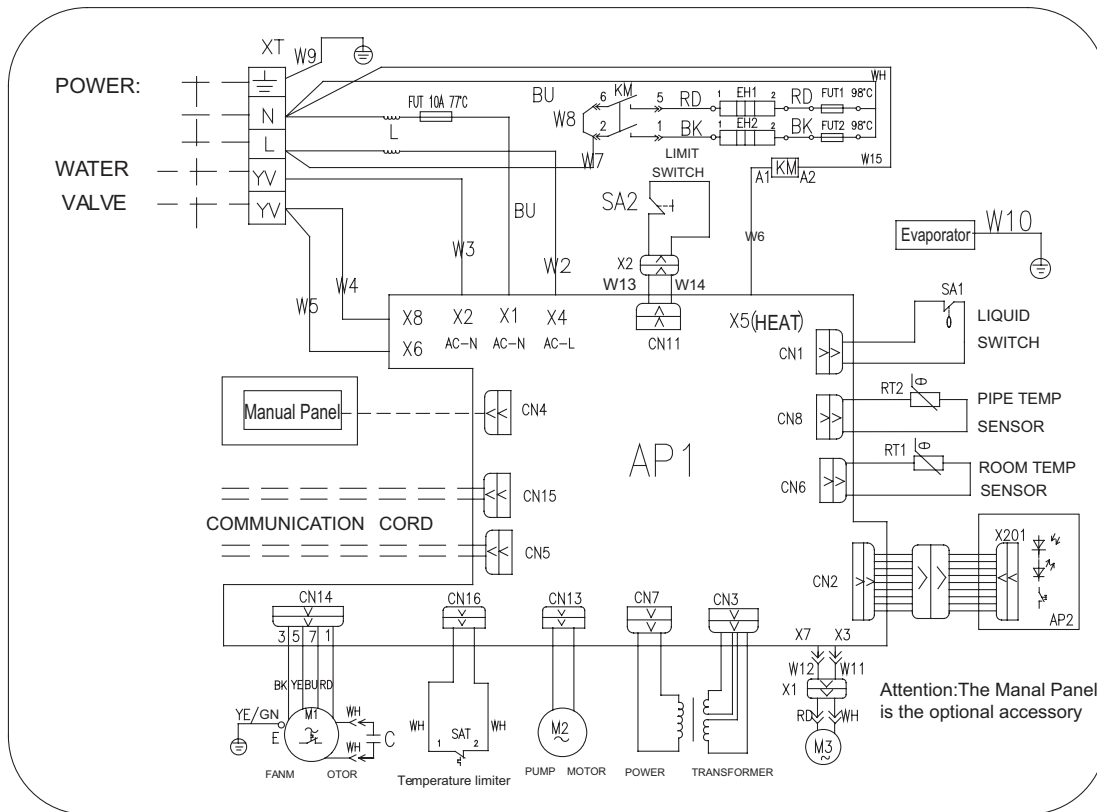 XT
W9
POWER:
N
L
WATER
VALVE
YV
YV
FUT 10A 77℃
L
BU
W8
W7
6 KM 5 RD 1 EH1 2 RD FUT1 98℃
2 1 BK 1 EH2 2 BK FUT2 98℃
WH
W15
LIMIT
SWITCH
SA2
A1 KM A2
W6
X2
W13 W14
W3
BU
W2
W4
W5
Evaporator W10
X8 X2 X1 X4
X6 AC-N AC-N AC-L
CN11
X5(HEAT)
SA1
CN1
LIQUID
SWITCH
RT2 θ
CN8
PIPE TEMP
SENSOR
RT1 θ
CN6
ROOM TEMP
SENSOR
Manual Panel
CN4
AP1
CN15
COMMUNICATION CORD
CN5
CN2
X201
AP2
CN14 CN16 CN13 CN7 CN3
3 5 7 1
X7 X3
W12 W11
X1
RD WH
M3
BK YE BU RD
YE/GN
E
M1
WH
WH
C
FANM OTOR
WH WH
1 SAT 2
Temperature limiter
M2
PUMP MOTOR
POWER TRANSFORMER
Attention:The Manal Panel
is the optional accessory